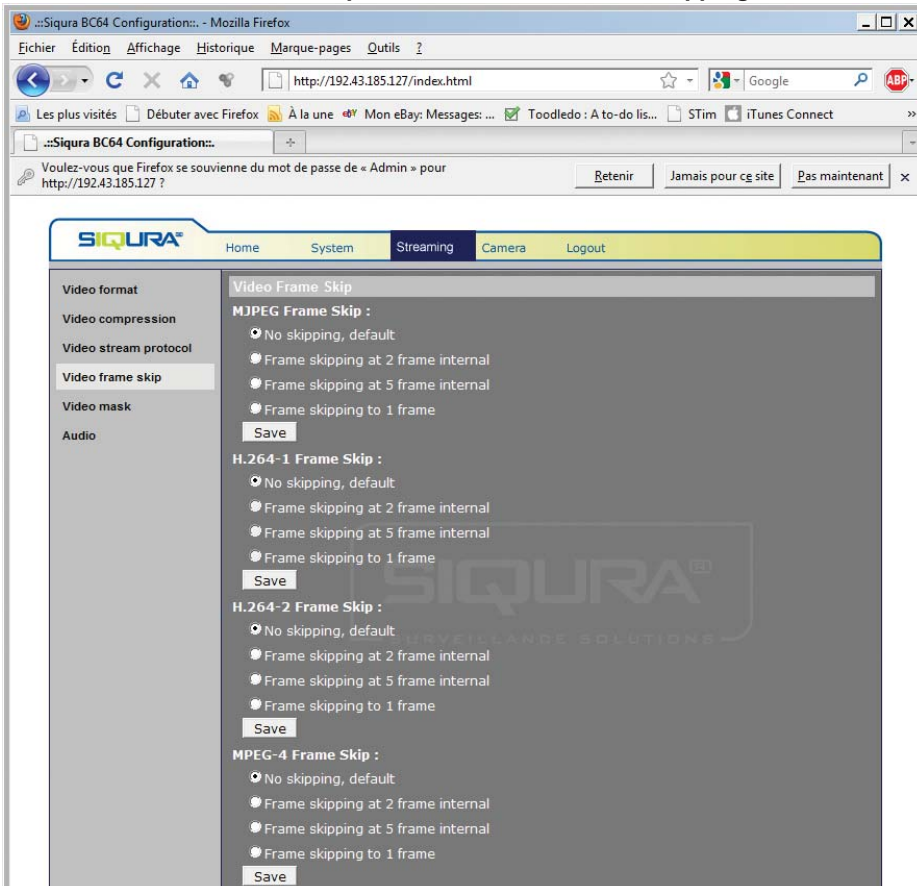 .::Siqura BC64 Configuration::. - Mozilla Firefox
Fichier Édition Affichage Historique Marque-pages Outils ?
http://192.43.185.127/index.html
Google
ABP
Les plus visités Débuter avec Firefox À la une eBY Mon eBay: Messages: ... Toodledo : A to-do lis... STim iTunes Connect »
.::Siqura BC64 Configuration::.
Voulez-vous que Firefox se souvienne du mot de passe de « Admin » pour
http://192.43.185.127 ?
Retenir Jamais pour ce site Pas maintenant x
SIQURA
Home System Streaming Camera Logout
Video format
Video compression
Video stream protocol
Video frame skip
Video mask
Audio
Video Frame Skip
MJPEG Frame Skip :
No skipping, default
Frame skipping at 2 frame internal
Frame skipping at 5 frame internal
Frame skipping to 1 frame
Save
H.264-1 Frame Skip :
No skipping, default
Frame skipping at 2 frame internal
Frame skipping at 5 frame internal
Frame skipping to 1 frame
Save
H.264-2 Frame Skip :
No skipping, default
Frame skipping at 2 frame internal
Frame skipping at 5 frame internal
Frame skipping to 1 frame
Save
MPEG-4 Frame Skip :
No skipping, default
Frame skipping at 2 frame internal
Frame skipping at 5 frame internal
Frame skipping to 1 frame
Save
SIQURA
SURVEILLANCE SOLUTIONS